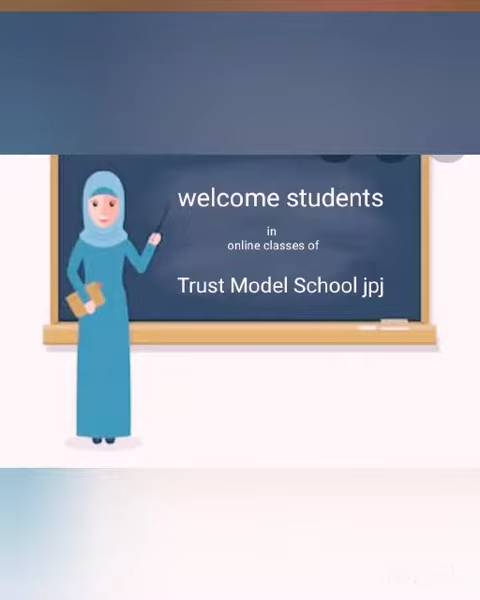 welcome students
in
online classes of
Trust Model School jpj